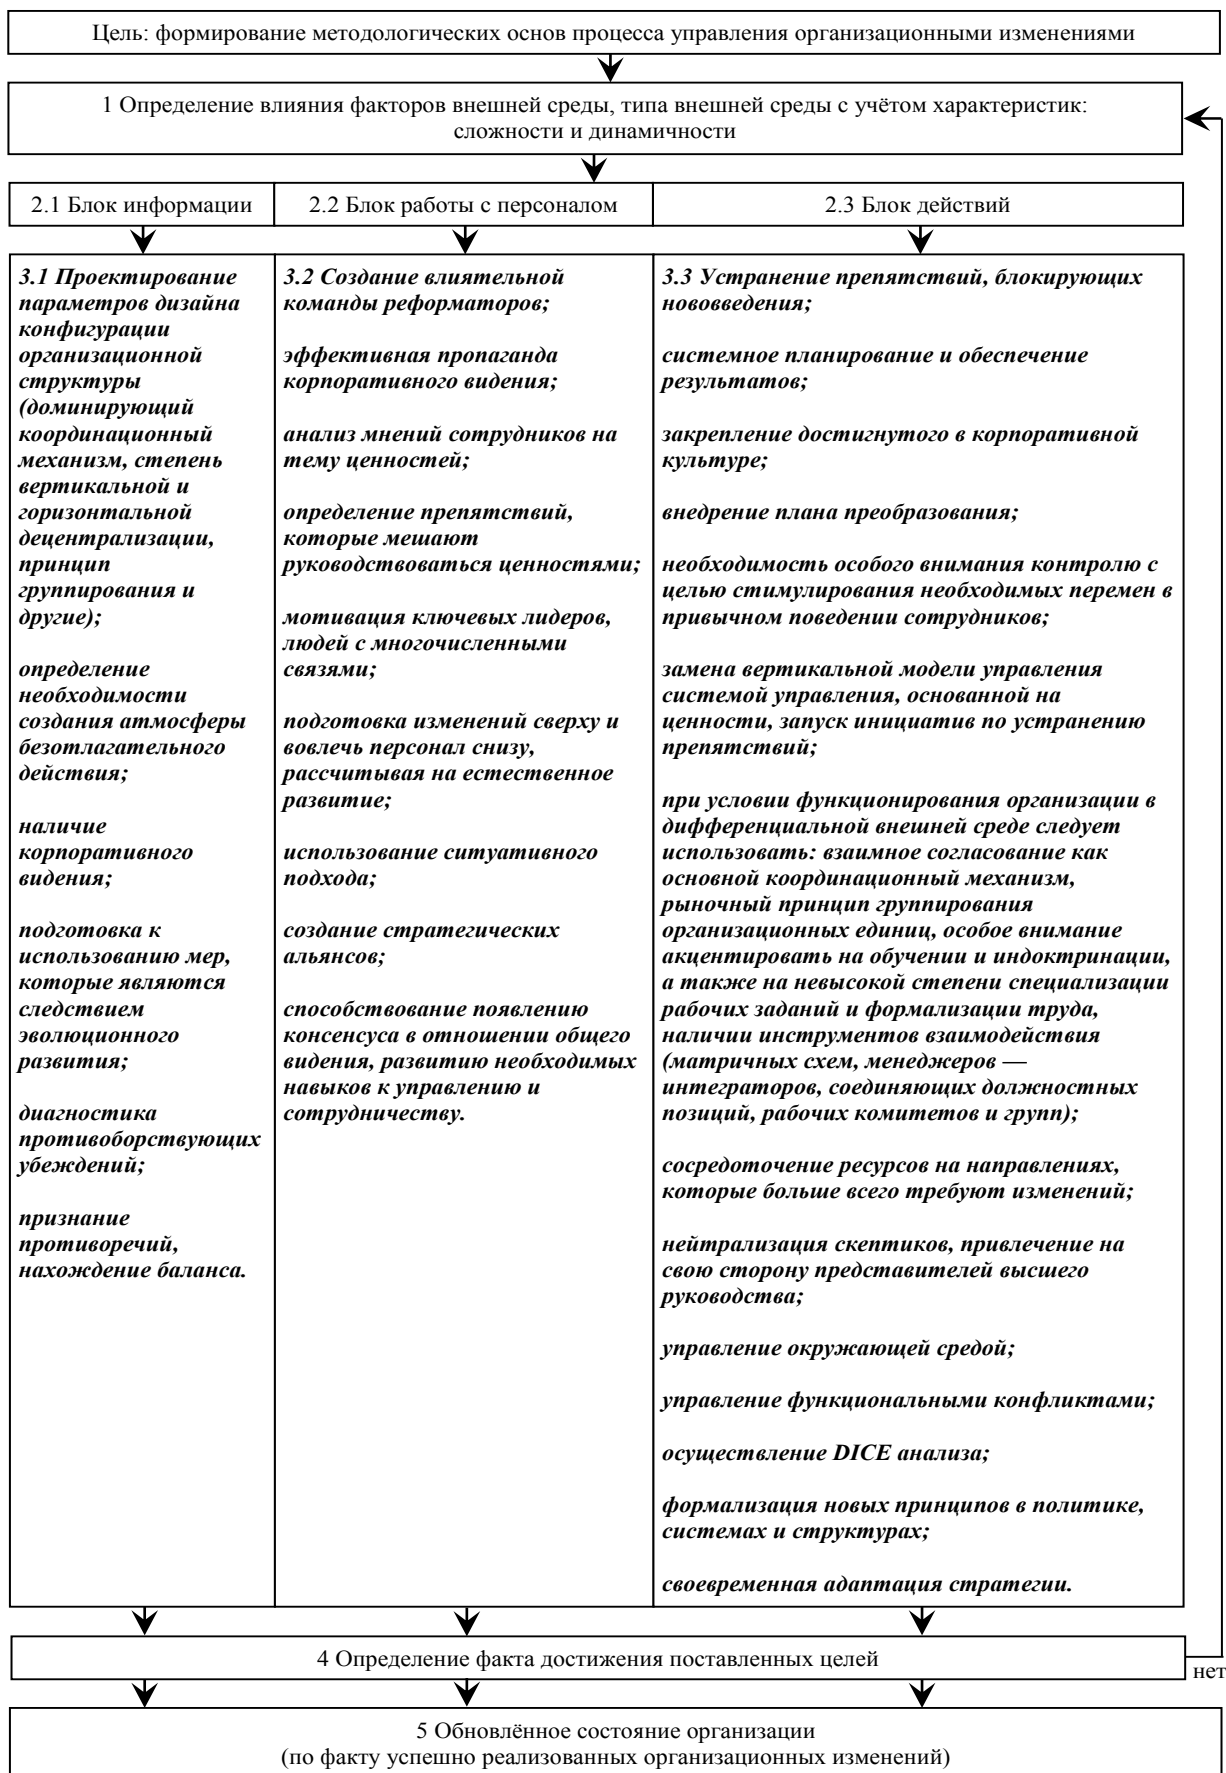 Цель: формирование методологических основ процесса управления организационными изменениями
1 Определение влияния факторов внешней среды, типа внешней среды с учётом характеристик:
сложности и динамичности
2.1 Блок информации
2.2 Блок работы с персоналом
2.3 Блок действий
3.1 Проектирование
параметров дизайна
конфигурации
организационной
структуры
(доминирующий
координационный
механизм, степень
вертикальной и
горизонтальной
децентрализации,
принцип
группирования и
другие);
определение
необходимости
создания атмосферы
безотлагательного
действия;
наличие
корпоративного
видения;
подготовка к
использованию мер,
которые являются
следствием
эволюционного
развития;
диагностика
противоборствующих
убеждений;
признание
противоречий,
нахождение баланса.
3.2 Создание влиятельной
команды реформаторов;
эффективная пропаганда
корпоративного видения;
анализ мнений сотрудников на
тему ценностей;
определение препятствий,
которые мешают
руководствоваться ценностями;
мотивация ключевых лидеров,
людей с многочисленными
связями;
подготовка изменений сверху и
вовлечь персонал снизу,
рассчитывая на естественное
развитие;
использование ситуативного
подхода;
создание стратегических
альянсов;
способствование появлению
консенсуса в отношении общего
видения, развитию необходимых
навыков к управлению и
сотрудничеству.
3.3 Устранение препятствий, блокирующих
нововведения;
системное планирование и обеспечение
результатов;
закрепление достигнутого в корпоративной
культуре;
внедрение плана преобразования;
необходимость особого внимания контролю с
целью стимулирования необходимых перемен в
привычном поведении сотрудников;
замена вертикальной модели управления
системой управления, основанной на
ценности, запуск инициатив по устранению
препятствий;
при условии функционирования организации в
дифференциальной внешней среде следует
использовать: взаимное согласование как
основной координационный механизм,
рыночный принцип группирования
организационных единиц, особое внимание
акцентировать на обучении и индоктринации,
а также на невысокой степени специализации
рабочих заданий и формализации труда,
наличии инструментов взаимодействия
(матричных схем, менеджеров —
интеграторов, соединяющих должностных
позиций, рабочих комитетов и групп);
сосредоточение ресурсов на направлениях,
которые больше всего требуют изменений;
нейтрализация скептиков, привлечение на
свою сторону представителей высшего
руководства;
управление окружающей средой;
управление функциональными конфликтами;
осуществление DICE анализа;
формализация новых принципов в политике,
системах и структурах;
своевременная адаптация стратегии.
4 Определение факта достижения поставленных целей
нет
5 Обновлённое состояние организации
(по факту успешно реализованных организационных изменений)